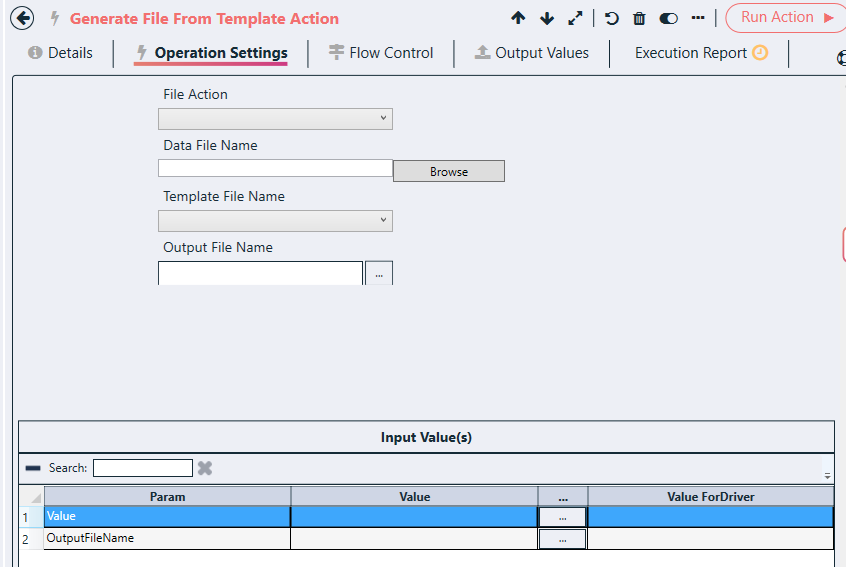 Generate File From Template Action
Run Action
Details
Operation Settings
Flow Control
Output Values
Execution Report
File Action
Data File Name
Browse
Template File Name
Output File Name
...
Input Value(s)
Search:
Param Value ... Value ForDriver
1 Value ...
2 OutputFileName ...